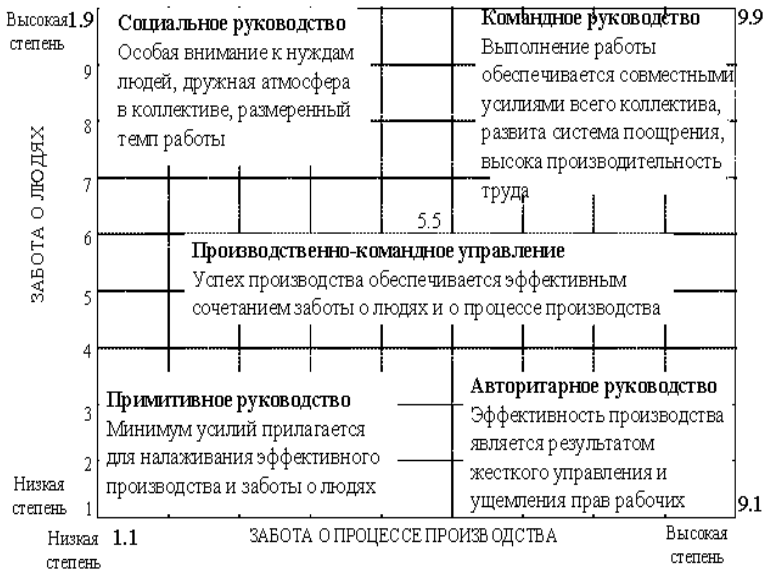 Высокая
степень
1.9
Социальное руководство
Особая внимание к нуждам
людей, дружная атмосфера
в коллективе, размеренный
темп работы
Командное руководство
Выполнение работы
обеспечивается совместными
усилиями всего коллектива,
развита система поощрения,
высока производительность
труда
9.9
9
8
7
6
5
4
3
2
1
ЗАБОТА О ЛЮДЯХ
5.5
Производственно-командное управление
Успех производства обеспечивается эффективным
сочетанием заботы о людях и о процессе производства
Примитивное руководство
Минимум усилий прилагается
для налаживания эффективного
производства и заботы о людях
Авторитарное руководство
Эффективность производства
является результатом
жесткого управления и
ущемления прав рабочих
9.1
Низкая
степень
Низкая
степень
1.1
ЗАБОТА О ПРОЦЕССЕ ПРОИЗВОДСТВА
Высокая
степень